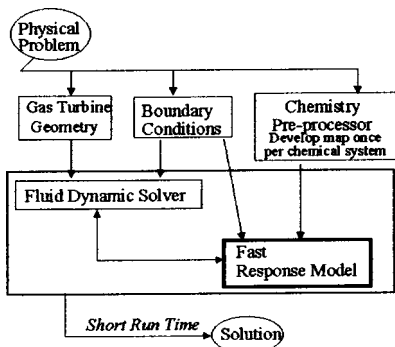 Physical
Problem
Gas Turbine
Geometry
Boundary
Conditions
Chemistry
Pre-processor
Develop map once
per chemical system
Fluid Dynamic Solver
Fast
Response Model
Short Run Time
Solution